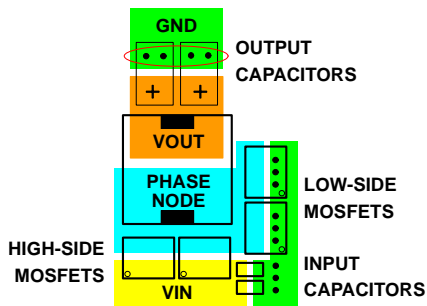 GND
OUTPUT
CAPACITORS
+ +
VOUT
PHASE
NODE
LOW-SIDE
MOSFETS
HIGH-SIDE
MOSFETS
INPUT
CAPACITORS
VIN